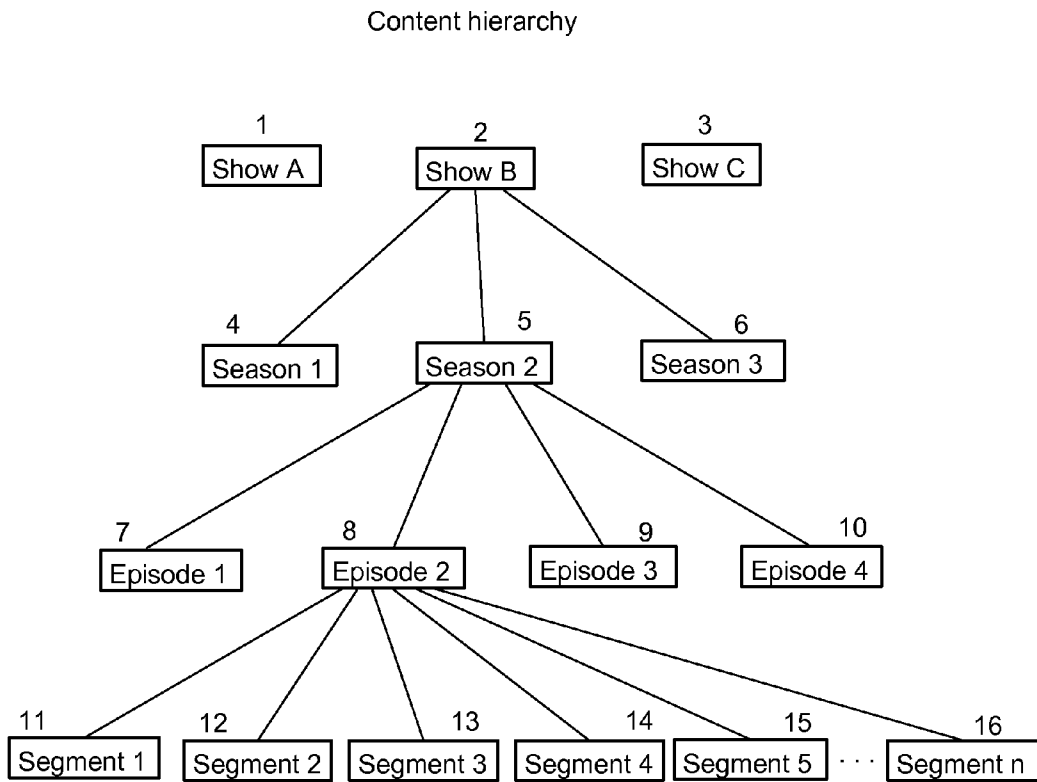 Content hierarchy
1 2 3
Show A Show B Show C
4 5 6
Season 1 Season 2 Season 3
7 8 9 10
Episode 1 Episode 2 Episode 3 Episode 4
11 12 13 14 15 16
Segment 1 Segment 2 Segment 3 Segment 4 Segment 5 . . . Segment n